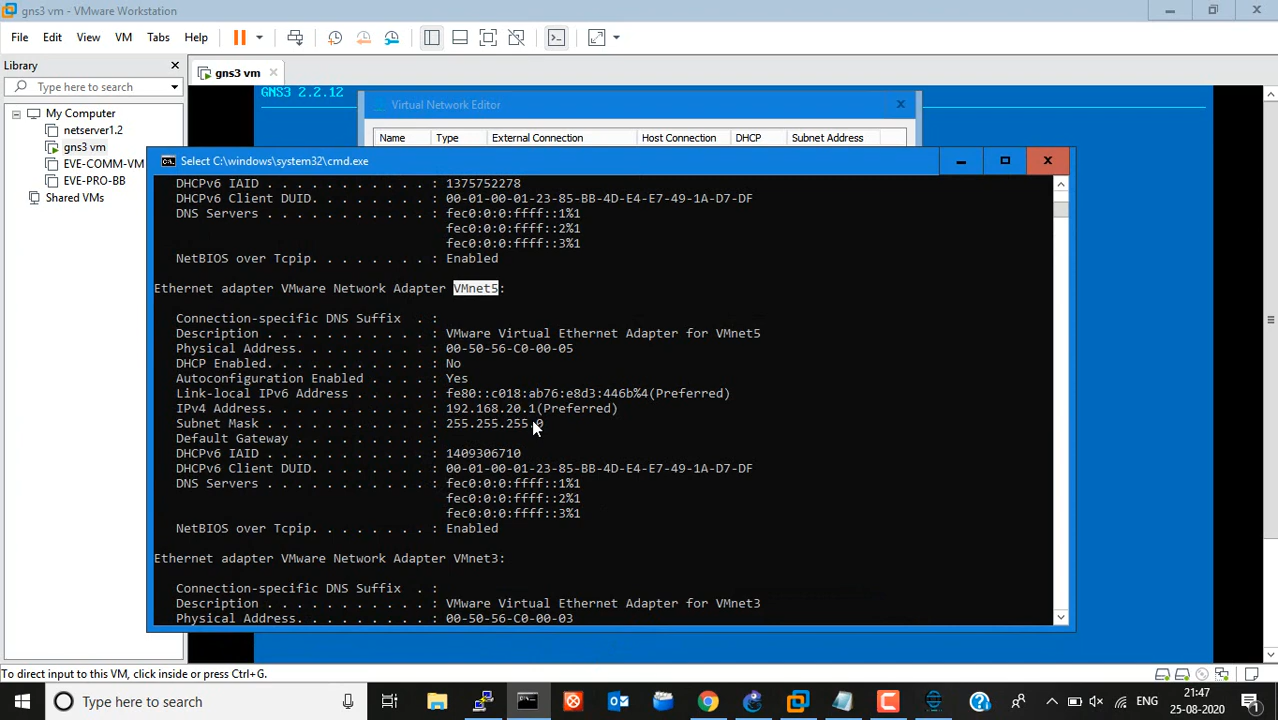 gns3 vm - VMware Workstation
File Edit View VM Tabs Help
Library
Type here to search
My Computer
netserver1.2
gns3 vm
EVE-COMM-VM
EVE-PRO-BB
Shared VMs
gns3 vm
GNS3 2.2.12
Virtual Network Editor
Name Type External Connection Host Connection DHCP Subnet Address
Select C:\windows\system32\cmd.exe
DHCPv6 IAID . . . . . . . . . . . : 1375752278
DHCPv6 Client DUID. . . . . . . . : 00-01-00-01-23-85-BB-4D-E4-E7-49-1A-D7-DF
DNS Servers . . . . . . . . . . . : fec0:0:0:ffff::1%1
fec0:0:0:ffff::2%1
fec0:0:0:ffff::3%1
NetBIOS over Tcpip. . . . . . . . : Enabled
Ethernet adapter VMware Network Adapter VMnet5:
Connection-specific DNS Suffix . :
Description . . . . . . . . . . . : VMware Virtual Ethernet Adapter for VMnet5
Physical Address. . . . . . . . . : 00-50-56-C0-00-05
DHCP Enabled. . . . . . . . . . . : No
Autoconfiguration Enabled . . . . : Yes
Link-local IPv6 Address . . . . . : fe80::c018:ab76:e8d3:446b%4(Preferred)
IPv4 Address. . . . . . . . . . . : 192.168.20.1(Preferred)
Subnet Mask . . . . . . . . . . . : 255.255.255.0
Default Gateway . . . . . . . . . :
DHCPv6 IAID . . . . . . . . . . . : 1409306710
DHCPv6 Client DUID. . . . . . . . : 00-01-00-01-23-85-BB-4D-E4-E7-49-1A-D7-DF
DNS Servers . . . . . . . . . . . : fec0:0:0:ffff::1%1
fec0:0:0:ffff::2%1
fec0:0:0:ffff::3%1
NetBIOS over Tcpip. . . . . . . . : Enabled
Ethernet adapter VMware Network Adapter VMnet3:
Connection-specific DNS Suffix . :
Description . . . . . . . . . . . : VMware Virtual Ethernet Adapter for VMnet3
Physical Address. . . . . . . . . : 00-50-56-C0-00-03
To direct input to this VM, click inside or press Ctrl+G.
Type here to search
ENG
21:47
25-08-2020
1